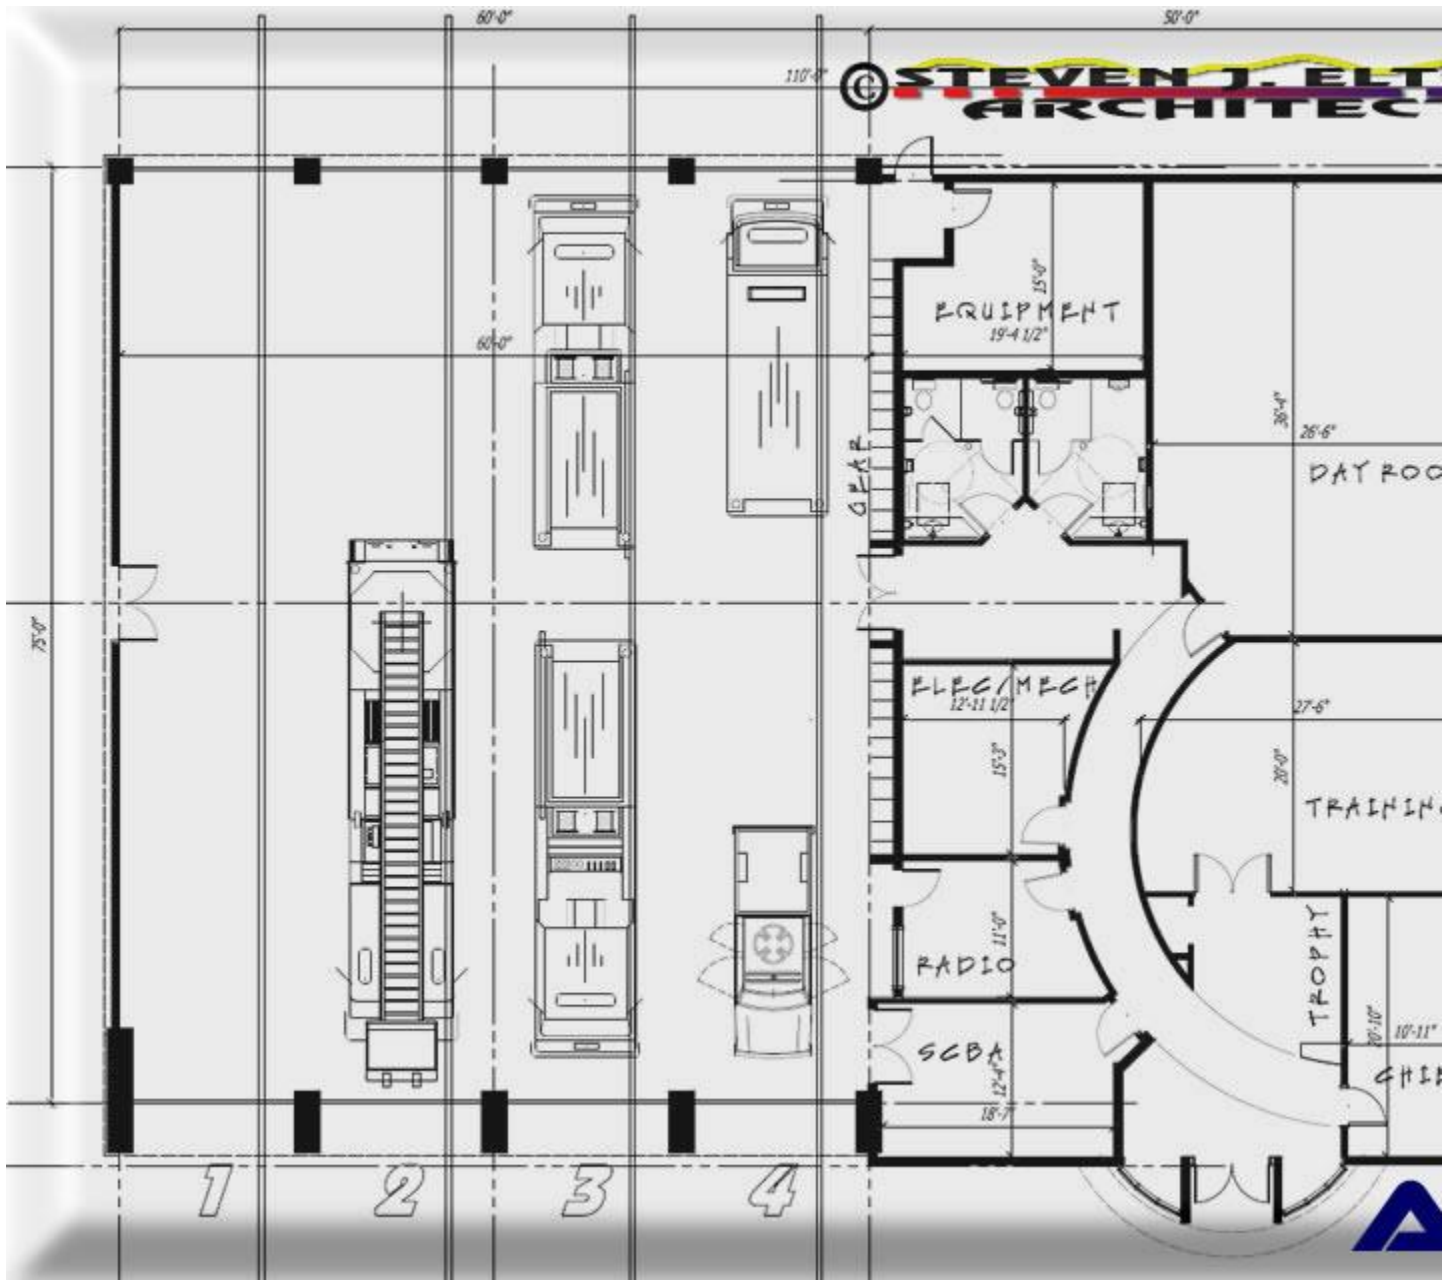 60'-0"
50'-0"
110'-0"
© STEVEN J. ELT
ARCHITEC
15'-0"
EQUIPMENT
19'-4 1/2"
60'-0"
36'-4"
26'-6"
GEAR
DAY ROO
75'-0"
ELEC/MECH
12'-11 1/2"
27'-6"
15'-3"
20'-0"
TRAININ
11'-0"
RADIO
TROPHY
SCBA
12'-4"
20'-10"
10'-11"
CHIE
18'-7"
1 2 3 4
A